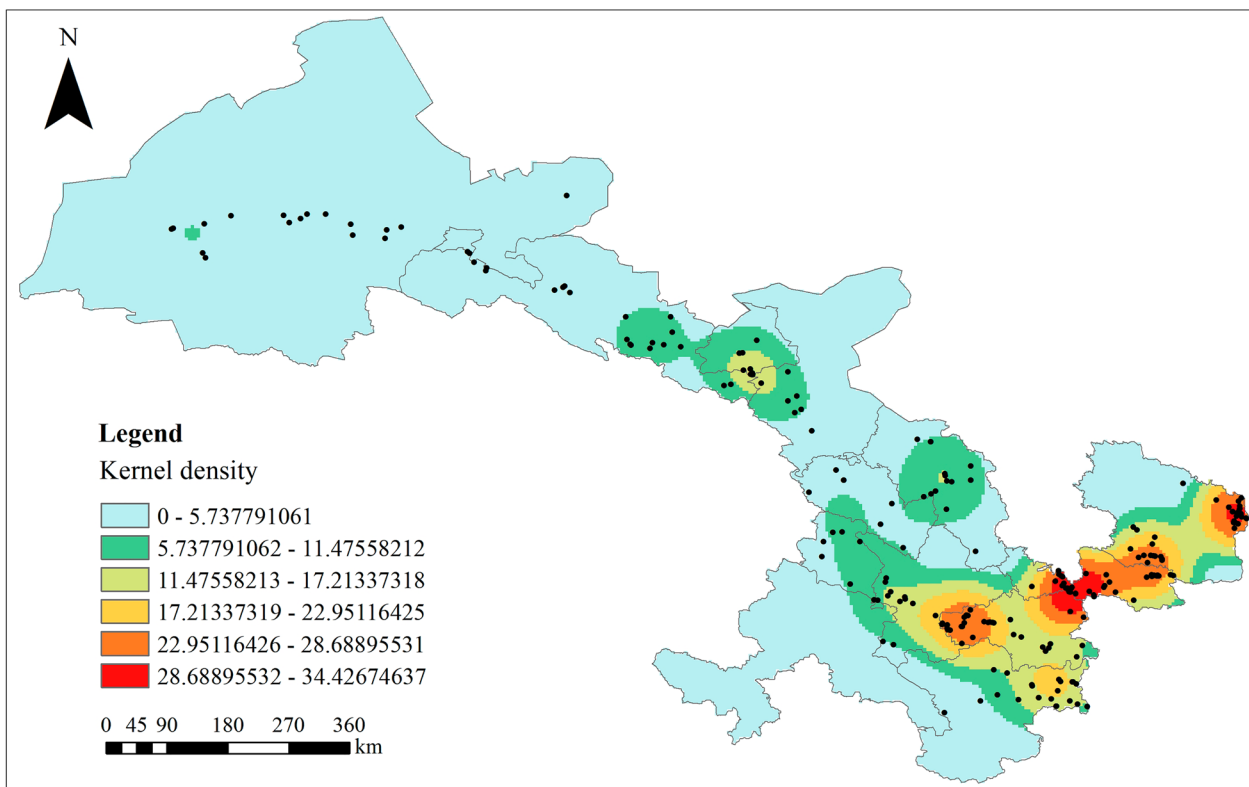 N
Legend
Kernel density
0 - 5.737791061
5.737791062 - 11.47558212
11.47558213 - 17.21337318
17.21337319 - 22.95116425
22.95116426 - 28.68895531
28.68895532 - 34.42674637
0 45 90 180 270 360
km